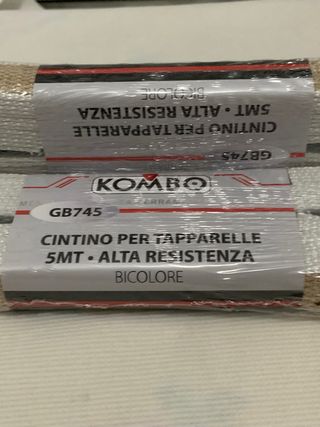 BICOLORE
5MT • ALTA RESISTENZA
CINTINO PER TAPPARELLE
GB745
KOMBO
GB745
CINTINO PER TAPPARELLE
5MT • ALTA RESISTENZA
BICOLORE